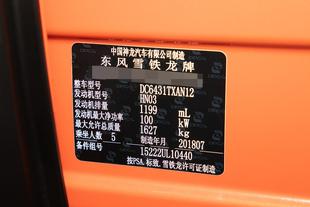 中国神龙汽车有限公司制造
东风雪铁龙牌
整车型号 DC6431TXAN12
发动机型号 HN03
发动机排量 1199 mL
发动机最大净功率 100 kW
最大允许总质量 1627 kg
乘坐人数 5 制造年月 201807
备件组号 15222UL10440
按PSA.标致.雪铁龙许可证制造